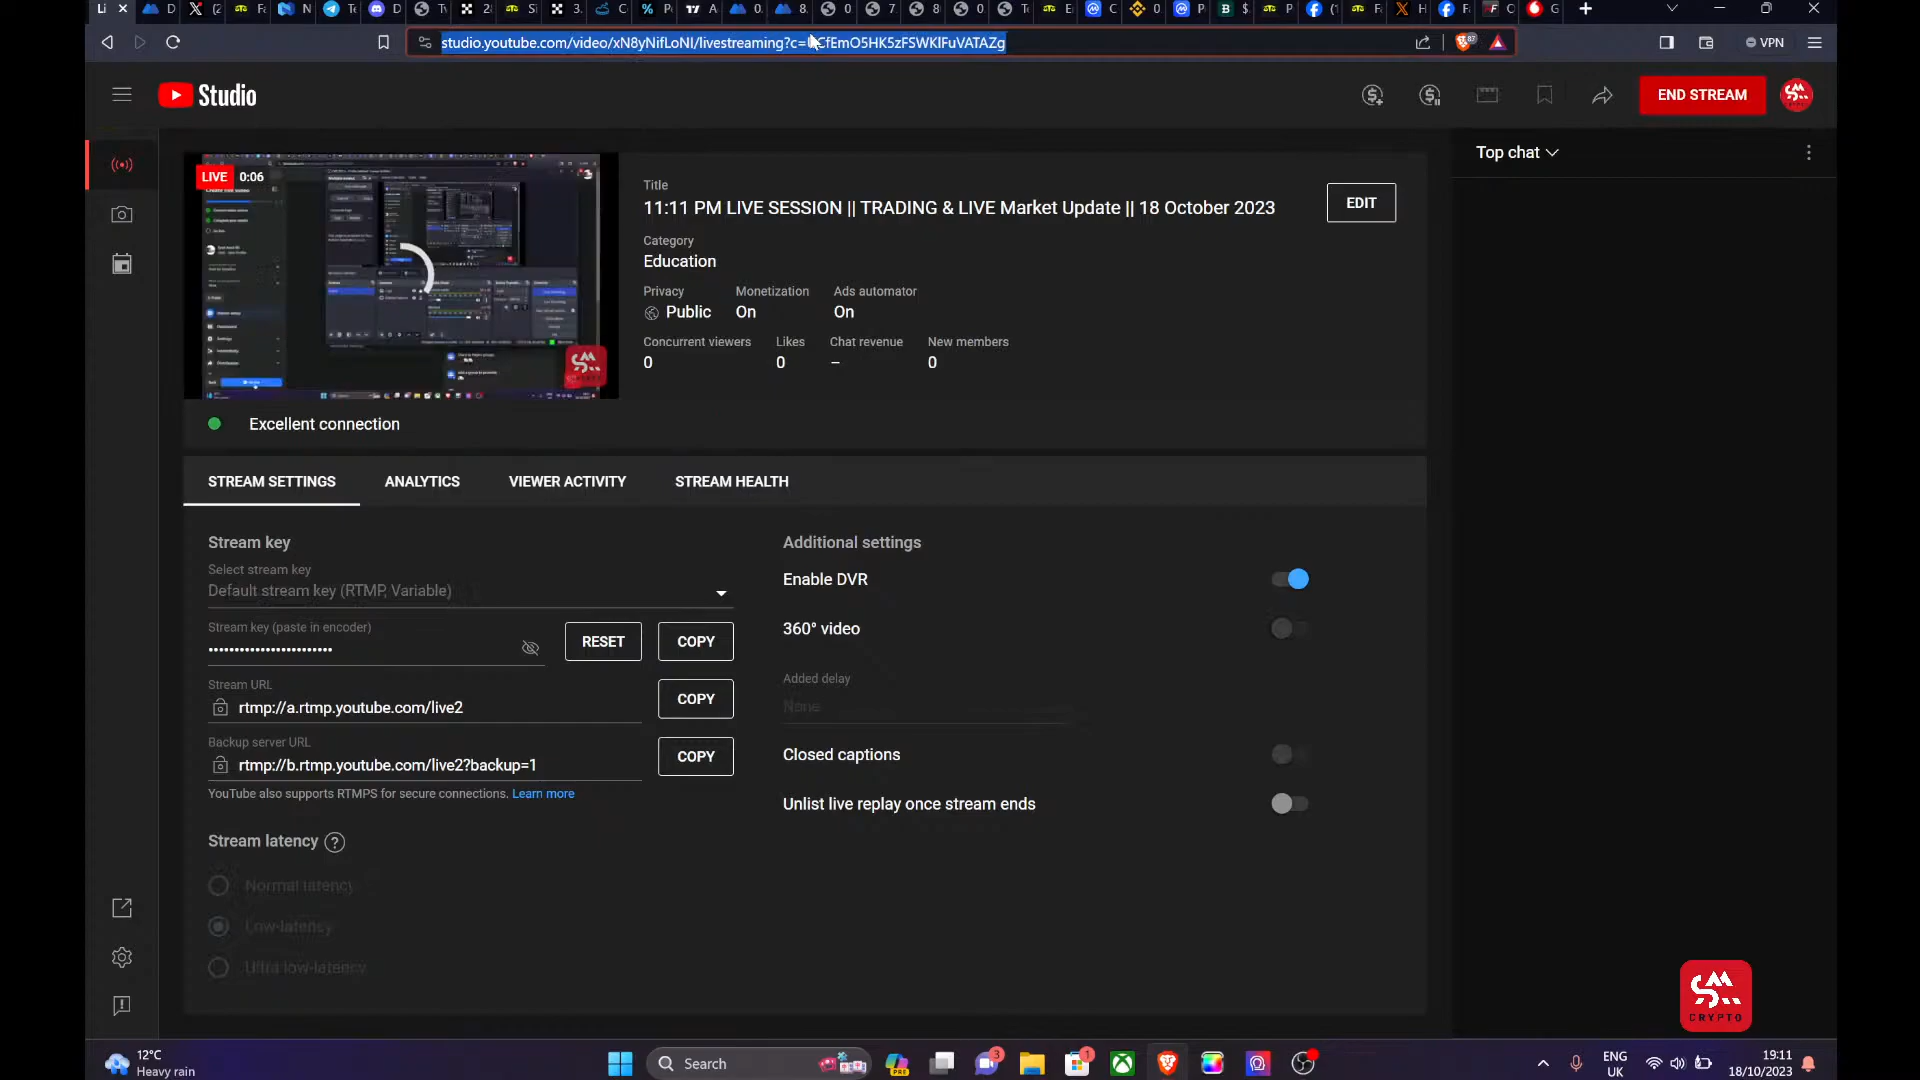 Li
studio.youtube.com/video/xN8yNifLoNI/livestreaming?c=
VPN
Studio
END STREAM
LIVE 0:06
Title
11:11 PM LIVE SESSION || TRADING & LIVE Market Update || 18 October 2023
EDIT
Category
Education
Privacy Monetization Ads automator
Public On On
Concurrent viewers Likes Chat revenue New members
0 0 – 0
Top chat
Excellent connection
STREAM SETTINGS ANALYTICS VIEWER ACTIVITY STREAM HEALTH
Stream key
Select stream key
Default stream key (RTMP, Variable)
Stream key (paste in encoder)
RESET COPY
Stream URL
rtmp://a.rtmp.youtube.com/live2
COPY
Backup server URL
rtmp://b.rtmp.youtube.com/live2?backup=1
COPY
YouTube also supports RTMPS for secure connections. Learn more
Stream latency
Normal latency
Low-latency
Ultra low-latency
Additional settings
Enable DVR
360° video
Added delay
None
Closed captions
Unlist live replay once stream ends
CRYPTO
12°C
Heavy rain
Search
PRE
3
1
ENG
UK
19:11
18/10/2023